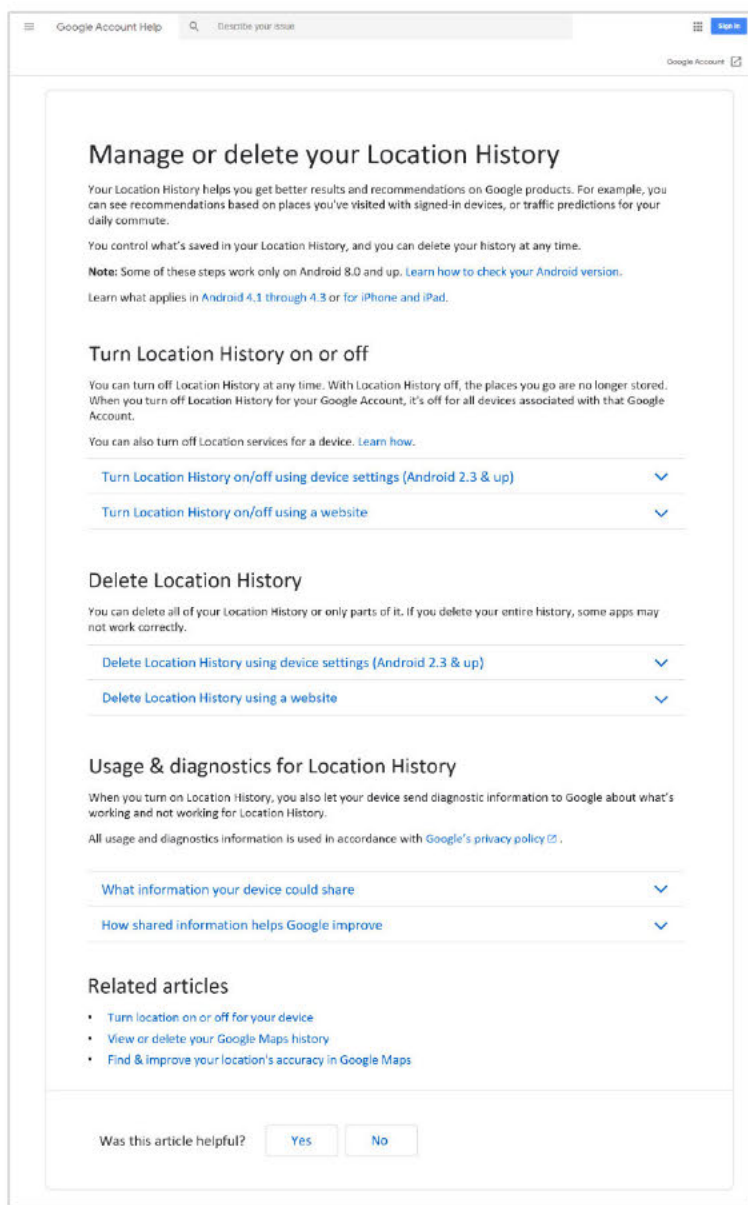 Google Account Help
Describe your issue
Sign in
Google Account
Manage or delete your Location History
Your Location History helps you get better results and recommendations on Google products. For example, you
can see recommendations based on places you've visited with signed-in devices, or traffic predictions for your
daily commute.
You control what's saved in your Location History, and you can delete your history at any time.
Note: Some of these steps work only on Android 8.0 and up. Learn how to check your Android version.
Learn what applies in Android 4.1 through 4.3 or for iPhone and iPad.
Turn Location History on or off
You can turn off Location History at any time. With Location History off, the places you go are no longer stored.
When you turn off Location History for your Google Account, it's off for all devices associated with that Google
Account.
You can also turn off Location services for a device. Learn how.
Turn Location History on/off using device settings (Android 2.3 & up)
Turn Location History on/off using a website
Delete Location History
You can delete all of your Location History or only parts of it. If you delete your entire history, some apps may
not work correctly.
Delete Location History using device settings (Android 2.3 & up)
Delete Location History using a website
Usage & diagnostics for Location History
When you turn on Location History, you also let your device send diagnostic information to Google about what's
working and not working for Location History.
All usage and diagnostics information is used in accordance with Google's privacy policy .
What information your device could share
How shared information helps Google improve
Related articles
• Turn location on or off for your device
• View or delete your Google Maps history
• Find & improve your location's accuracy in Google Maps
Was this article helpful? Yes No